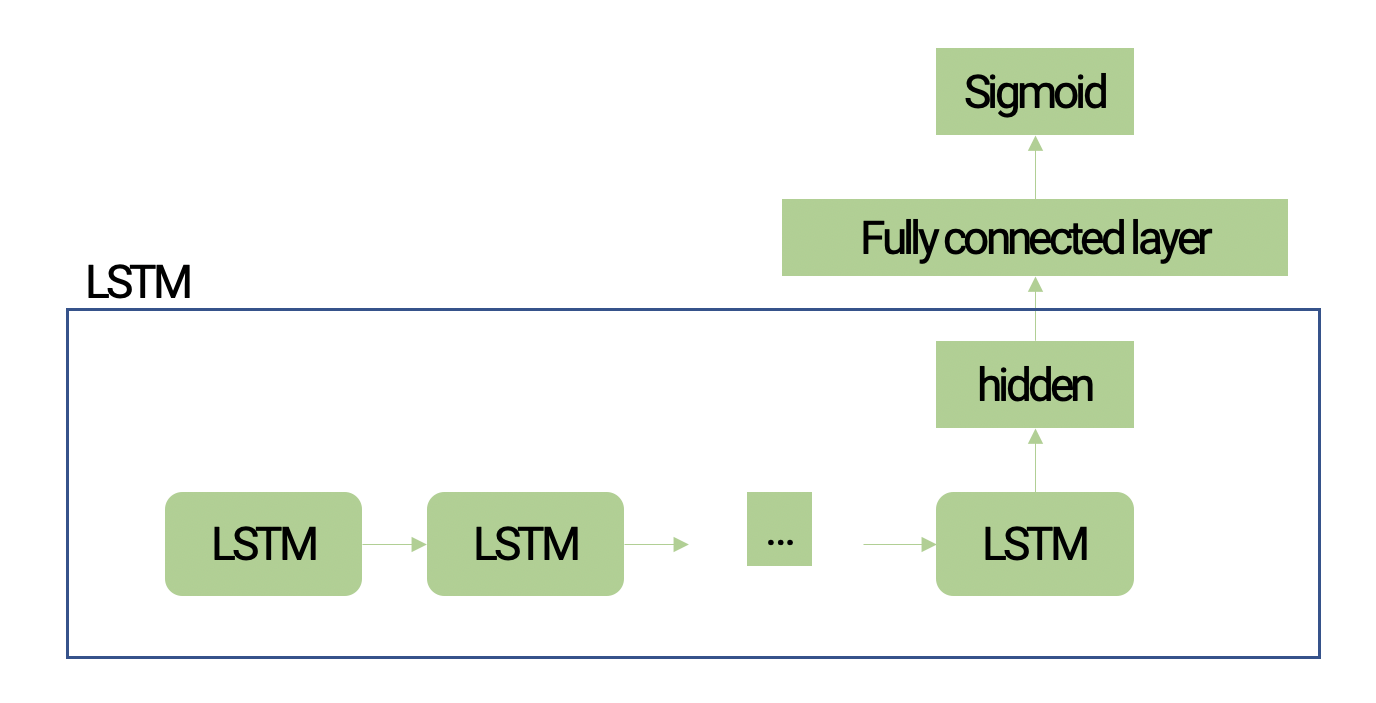 Sigmoid
Fully connected layer
LSTM
hidden
LSTM
LSTM
...
LSTM